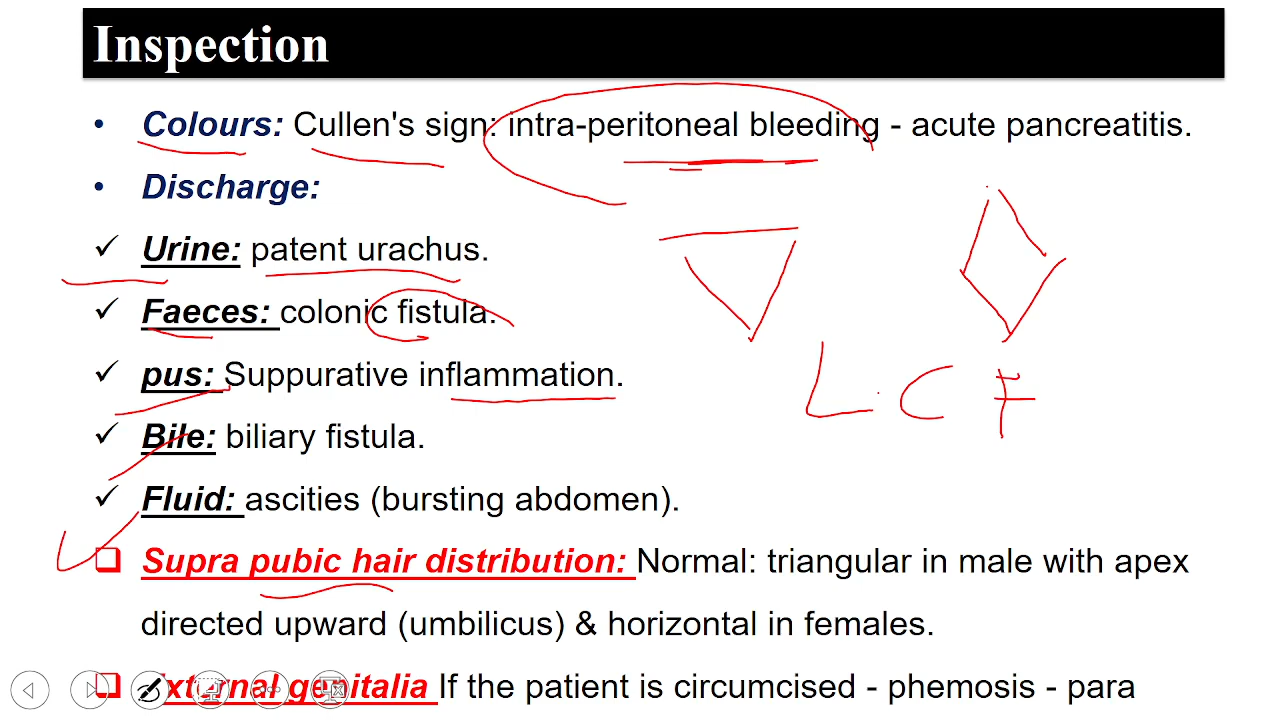 Inspection
• Colours: Cullen's sign: intra-peritoneal bleeding - acute pancreatitis.
• Discharge:
✓ Urine: patent urachus.
✓ Faeces: colonic fistula.
✓ pus: Suppurative inflammation.
L.C F
✓ Bile: biliary fistula.
✓ Fluid: ascities (bursting abdomen).
❑ Supra pubic hair distribution: Normal: triangular in male with apex
directed upward (umbilicus) & horizontal in females.
❑ External genitalia If the patient is circumcised - phemosis - para